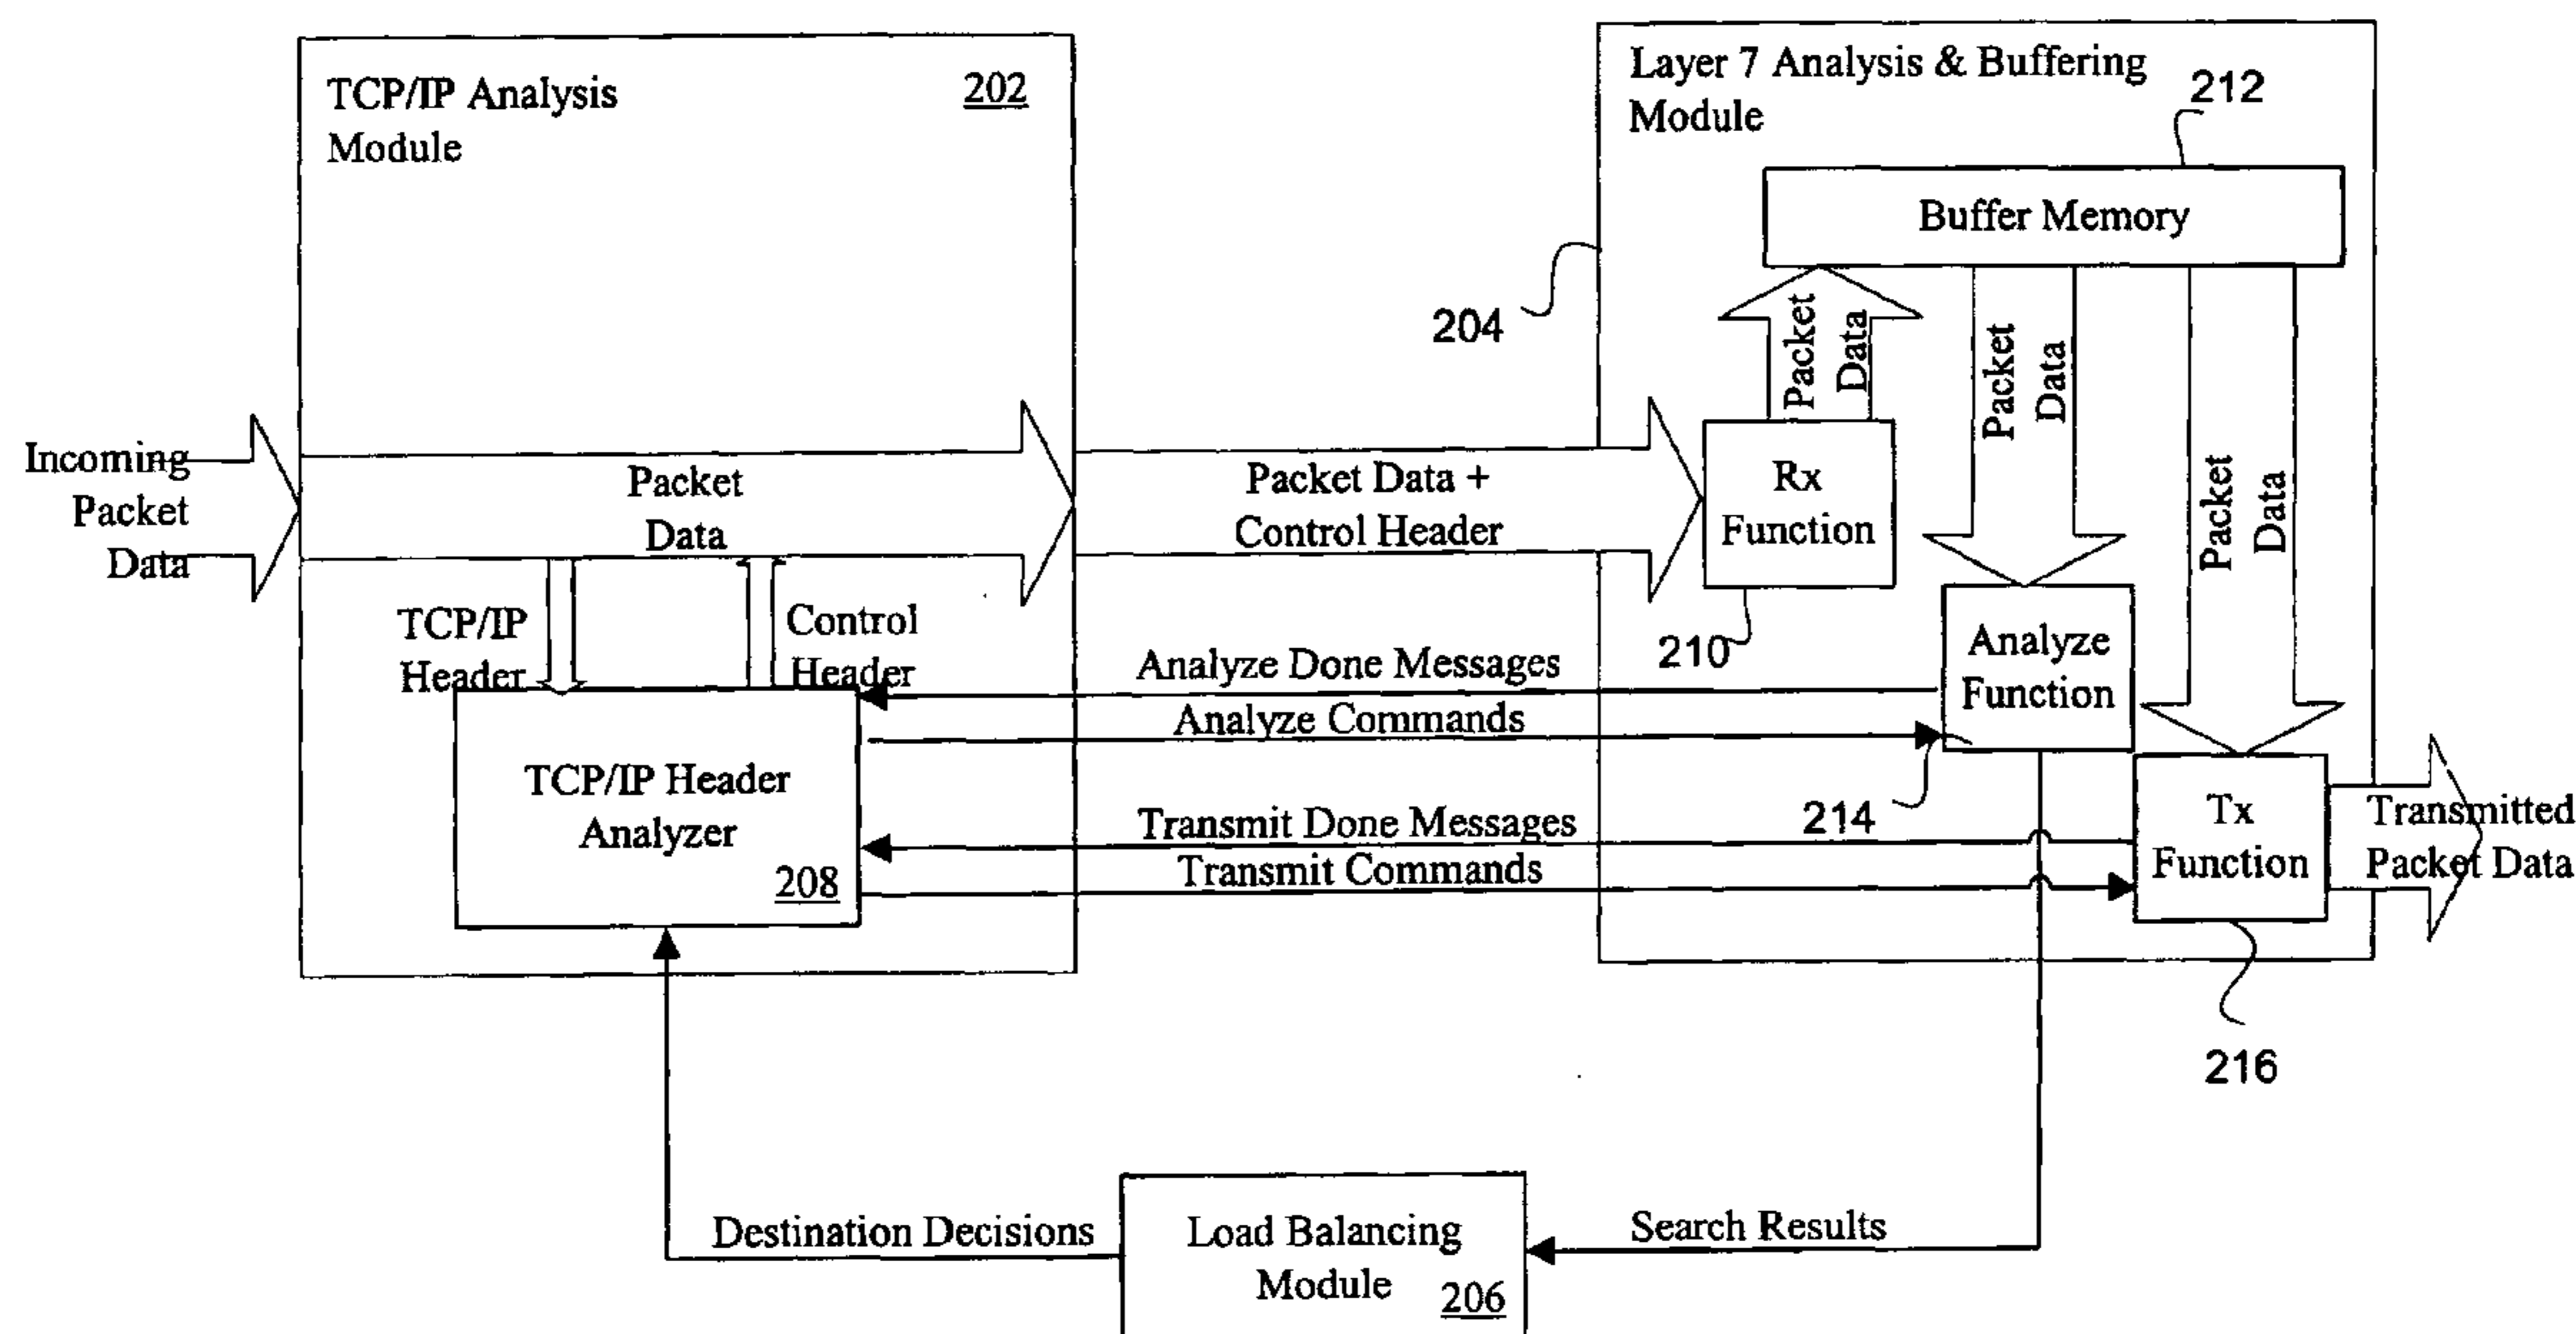 TCP/IP Analysis
Module
202
Incoming
Packet
Data
Packet
Data
TCP/IP
Header
Control
Header
TCP/IP Header
Analyzer
208
Packet Data +
Control Header
Analyze Done Messages
Analyze Commands
Transmit Done Messages
Transmit Commands
Layer 7 Analysis & Buffering
Module
212
Buffer Memory
204
Packet
Data
Packet
Data
Packet
Data
Rx
Function
210
Analyze
Function
214
Tx
Function
216
Transmitted
Packet Data
Destination Decisions
Load Balancing
Module
206
Search Results